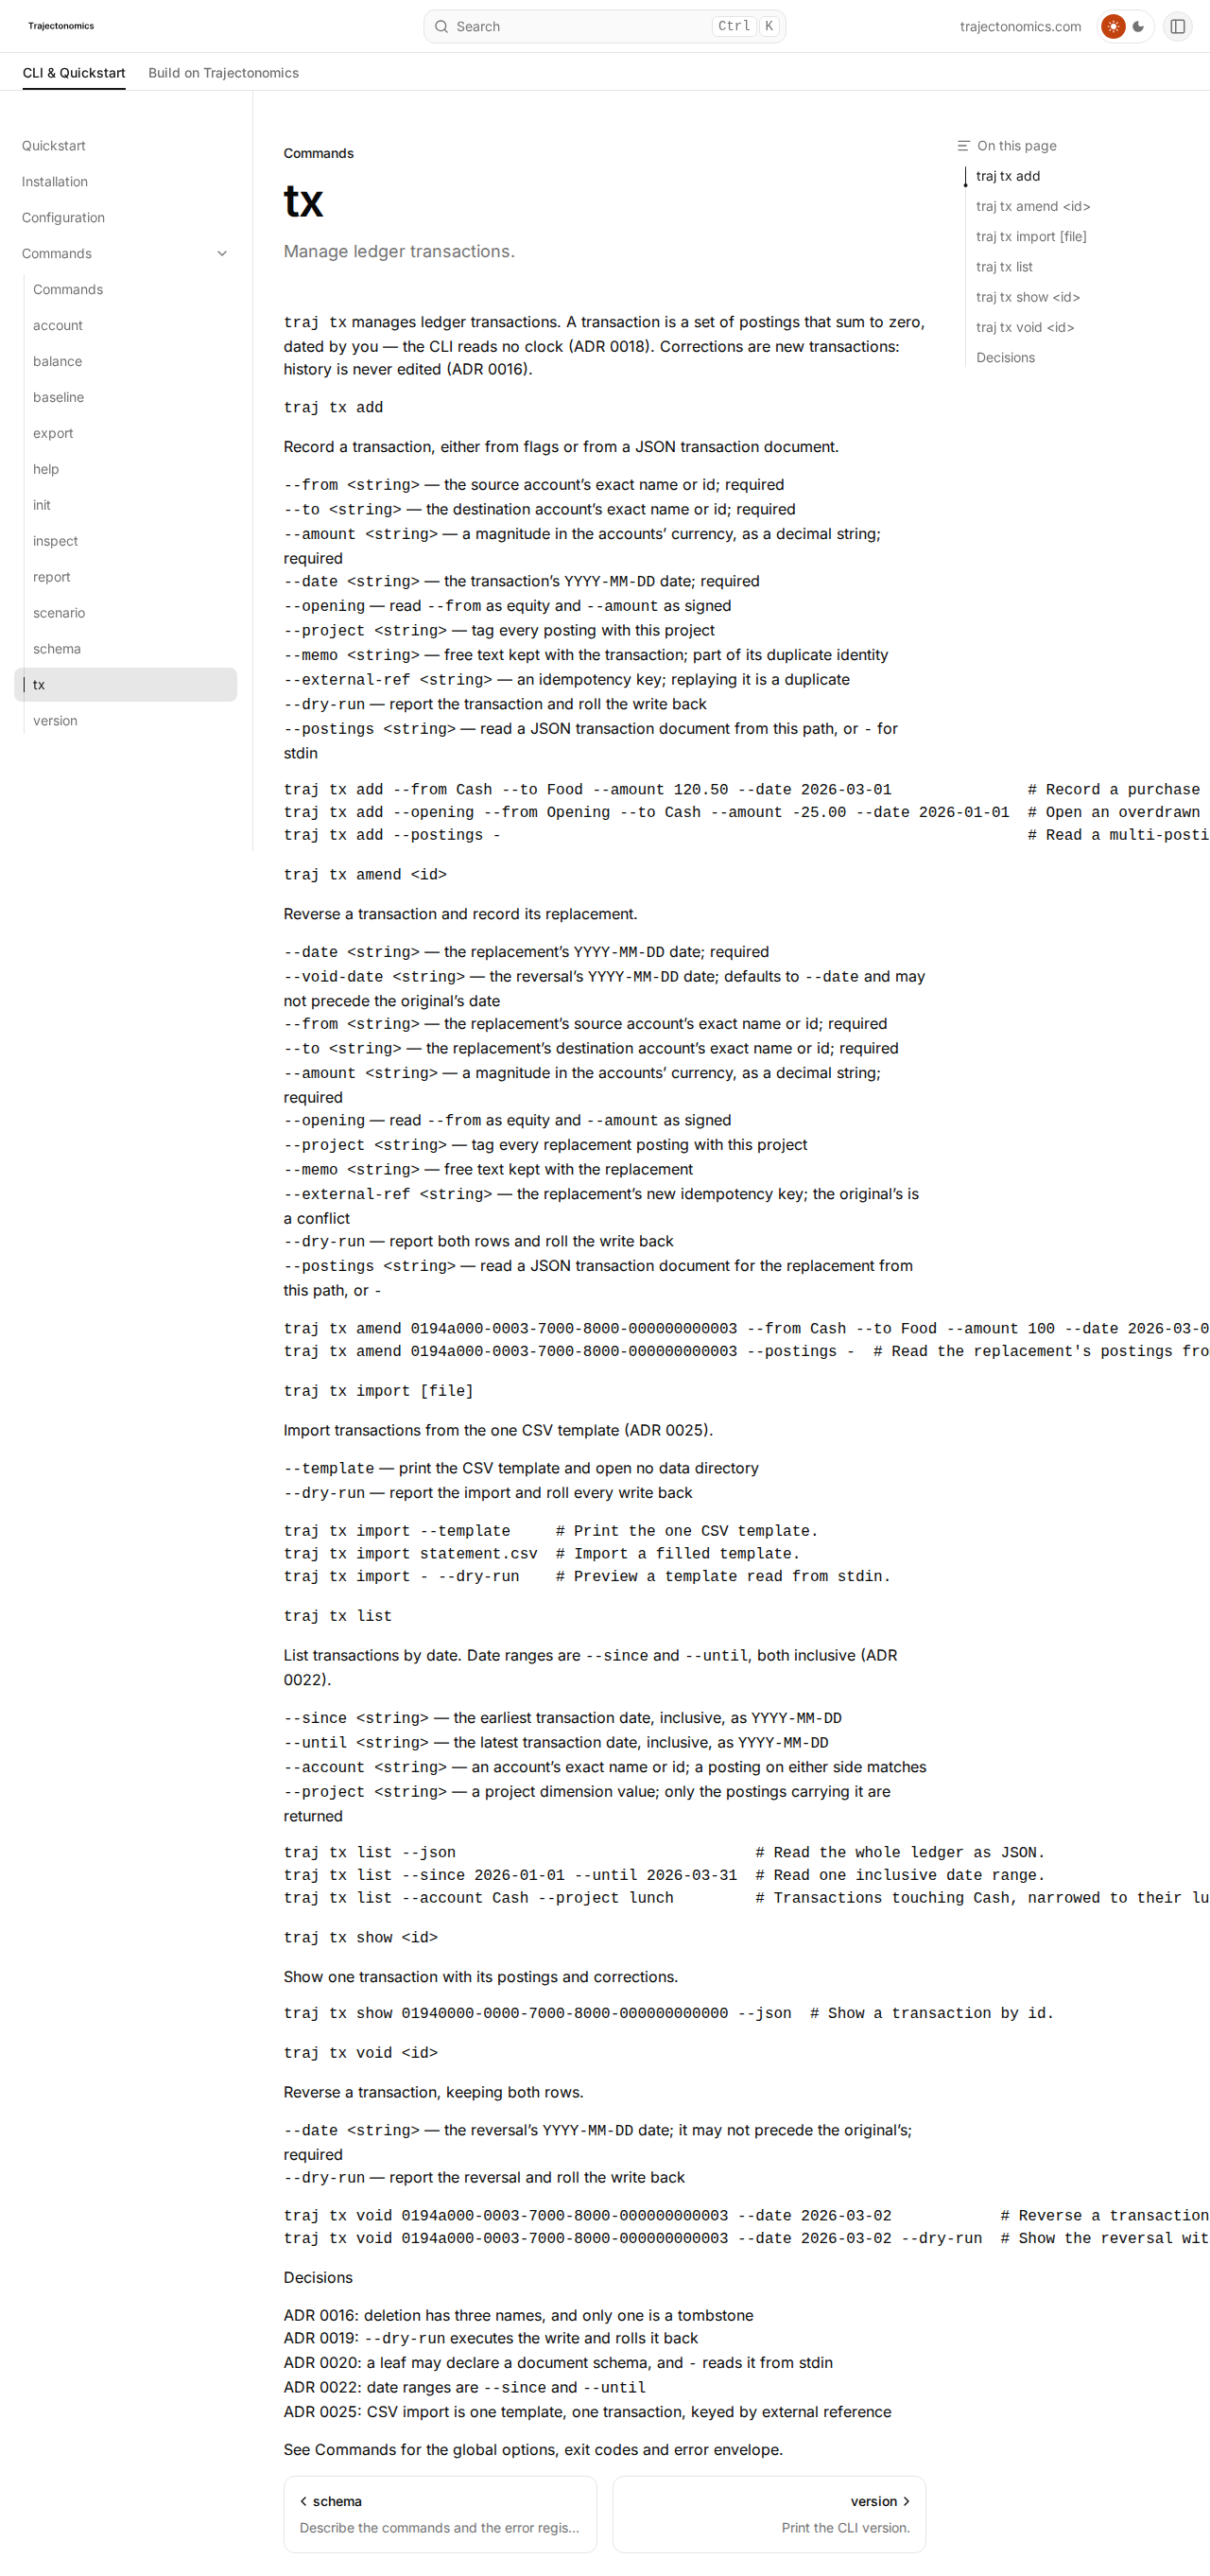 Trajectonomics
Search
Ctrl K
trajectonomics.com
CLI & Quickstart
Build on Trajectonomics
Quickstart
Installation
Configuration
Commands
Commands
account
balance
baseline
export
help
init
inspect
report
scenario
schema
tx
version
Commands
tx
Manage ledger transactions.
traj tx manages ledger transactions. A transaction is a set of postings that sum to zero,
dated by you — the CLI reads no clock (ADR 0018). Corrections are new transactions:
history is never edited (ADR 0016).
traj tx add
Record a transaction, either from flags or from a JSON transaction document.
--from <string> — the source account’s exact name or id; required
--to <string> — the destination account’s exact name or id; required
--amount <string> — a magnitude in the accounts’ currency, as a decimal string;
required
--date <string> — the transaction’s YYYY-MM-DD date; required
--opening — read --from as equity and --amount as signed
--project <string> — tag every posting with this project
--memo <string> — free text kept with the transaction; part of its duplicate identity
--external-ref <string> — an idempotency key; replaying it is a duplicate
--dry-run — report the transaction and roll the write back
--postings <string> — read a JSON transaction document from this path, or - for
stdin
traj tx add --from Cash --to Food --amount 120.50 --date 2026-03-01 # Record a purchase
traj tx add --opening --from Opening --to Cash --amount -25.00 --date 2026-01-01 # Open an overdrawn
traj tx add --postings - # Read a multi-posti
traj tx amend <id>
Reverse a transaction and record its replacement.
--date <string> — the replacement’s YYYY-MM-DD date; required
--void-date <string> — the reversal’s YYYY-MM-DD date; defaults to --date and may
not precede the original’s date
--from <string> — the replacement’s source account’s exact name or id; required
--to <string> — the replacement’s destination account’s exact name or id; required
--amount <string> — a magnitude in the accounts’ currency, as a decimal string;
required
--opening — read --from as equity and --amount as signed
--project <string> — tag every replacement posting with this project
--memo <string> — free text kept with the replacement
--external-ref <string> — the replacement’s new idempotency key; the original’s is
a conflict
--dry-run — report both rows and roll the write back
--postings <string> — read a JSON transaction document for the replacement from
this path, or -
traj tx amend 0194a000-0003-7000-8000-000000000003 --from Cash --to Food --amount 100 --date 2026-03-0
traj tx amend 0194a000-0003-7000-8000-000000000003 --postings - # Read the replacement's postings fro
traj tx import [file]
Import transactions from the one CSV template (ADR 0025).
--template — print the CSV template and open no data directory
--dry-run — report the import and roll every write back
traj tx import --template # Print the one CSV template.
traj tx import statement.csv # Import a filled template.
traj tx import - --dry-run # Preview a template read from stdin.
traj tx list
List transactions by date. Date ranges are --since and --until, both inclusive (ADR
0022).
--since <string> — the earliest transaction date, inclusive, as YYYY-MM-DD
--until <string> — the latest transaction date, inclusive, as YYYY-MM-DD
--account <string> — an account’s exact name or id; a posting on either side matches
--project <string> — a project dimension value; only the postings carrying it are
returned
traj tx list --json # Read the whole ledger as JSON.
traj tx list --since 2026-01-01 --until 2026-03-31 # Read one inclusive date range.
traj tx list --account Cash --project lunch # Transactions touching Cash, narrowed to their lu
traj tx show <id>
Show one transaction with its postings and corrections.
traj tx show 01940000-0000-7000-8000-000000000000 --json # Show a transaction by id.
traj tx void <id>
Reverse a transaction, keeping both rows.
--date <string> — the reversal’s YYYY-MM-DD date; it may not precede the original’s;
required
--dry-run — report the reversal and roll the write back
traj tx void 0194a000-0003-7000-8000-000000000003 --date 2026-03-02 # Reverse a transaction
traj tx void 0194a000-0003-7000-8000-000000000003 --date 2026-03-02 --dry-run # Show the reversal wit
Decisions
ADR 0016: deletion has three names, and only one is a tombstone
ADR 0019: --dry-run executes the write and rolls it back
ADR 0020: a leaf may declare a document schema, and - reads it from stdin
ADR 0022: date ranges are --since and --until
ADR 0025: CSV import is one template, one transaction, keyed by external reference
See Commands for the global options, exit codes and error envelope.
schema
Describe the commands and the error regis...
version
Print the CLI version.
On this page
traj tx add
traj tx amend <id>
traj tx import [file]
traj tx list
traj tx show <id>
traj tx void <id>
Decisions